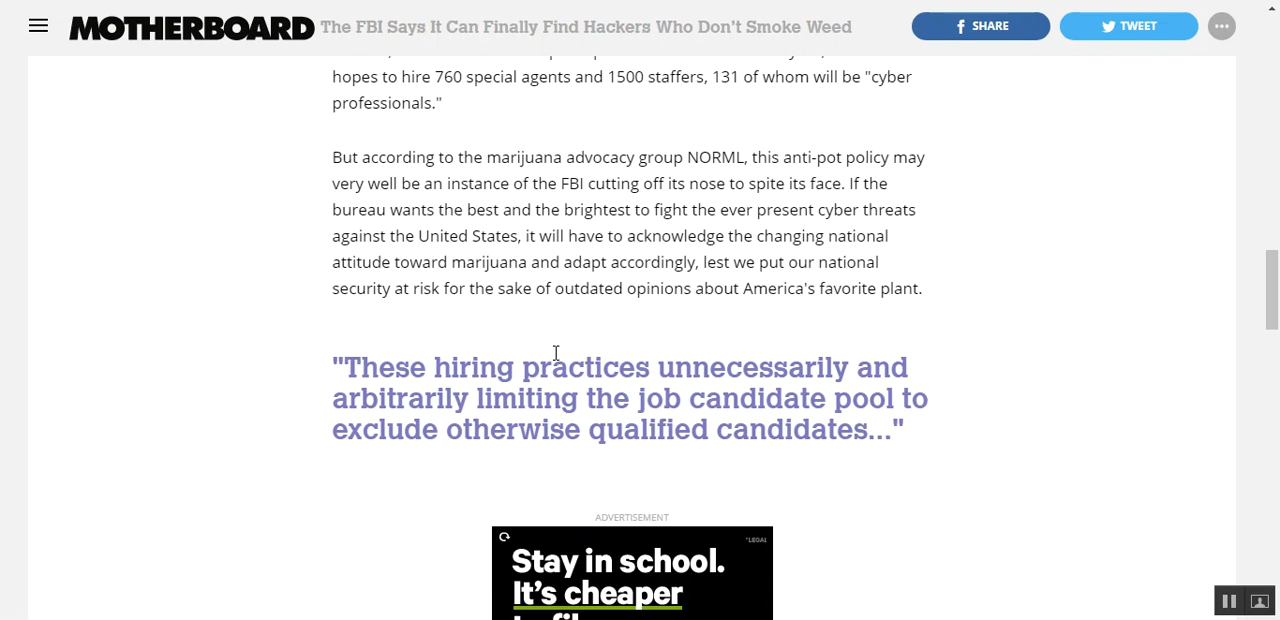 MOTHERBOARD The FBI Says It Can Finally Find Hackers Who Don't Smoke Weed SHARE TWEET
hopes to hire 760 special agents and 1500 staffers, 131 of whom will be "cyber
professionals."
But according to the marijuana advocacy group NORML, this anti-pot policy may
very well be an instance of the FBI cutting off its nose to spite its face. If the
bureau wants the best and the brightest to fight the ever present cyber threats
against the United States, it will have to acknowledge the changing national
attitude toward marijuana and adapt accordingly, lest we put our national
security at risk for the sake of outdated opinions about America's favorite plant.
"These hiring practices unnecessarily and
arbitrarily limiting the job candidate pool to
exclude otherwise qualified candidates..."
ADVERTISEMENT
*LEGAL
Stay in school.
It's cheaper